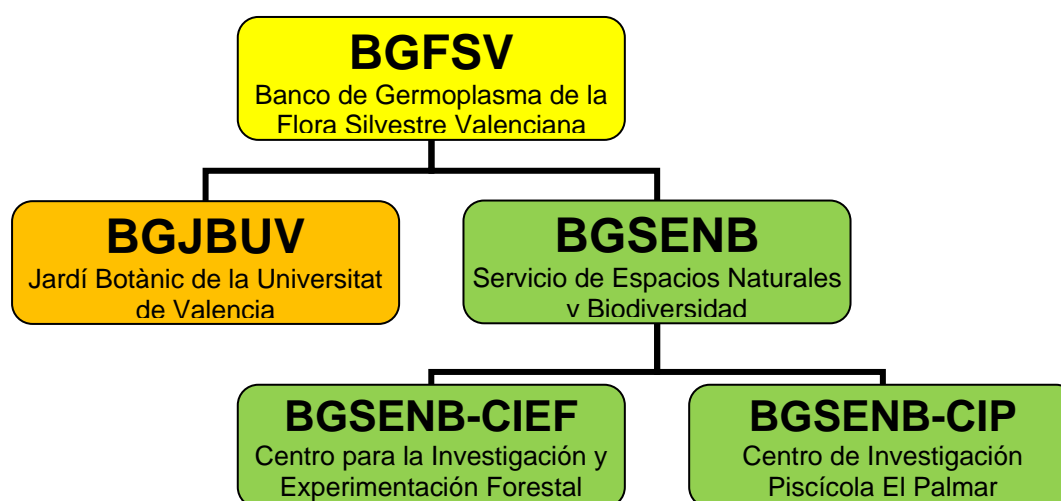 BGFSV
Banco de Germoplasma de la
Flora Silvestre Valenciana
BGJBUV
Jardí Botànic de la Universitat
de Valencia
BGSENB
Servicio de Espacios Naturales
y Biodiversidad
BGSENB-CIEF
Centro para la Investigación y
Experimentación Forestal
BGSENB-CIP
Centro de Investigación
Piscícola El Palmar